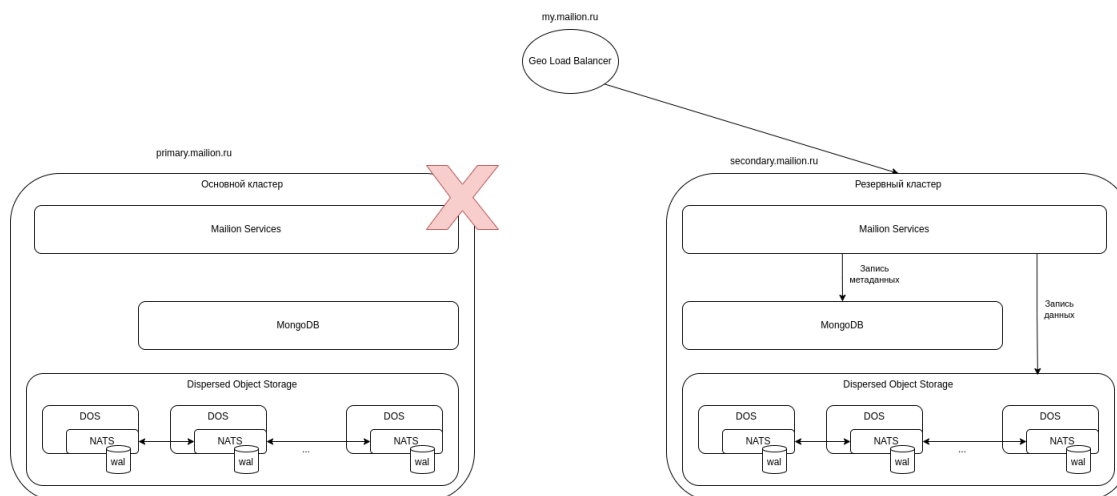 my.mailion.ru
Geo Load Balancer
primary.mailion.ru
Основной кластер
Mailion Services
MongoDB
Dispersed Object Storage
DOS
DOS
DOS
NATS
NATS
NATS
wal
wal
...
wal
secondary.mailion.ru
Резервный кластер
Mailion Services
Запись
метаданных
Запись
данных
MongoDB
Dispersed Object Storage
DOS
DOS
DOS
NATS
NATS
NATS
wal
wal
...
wal